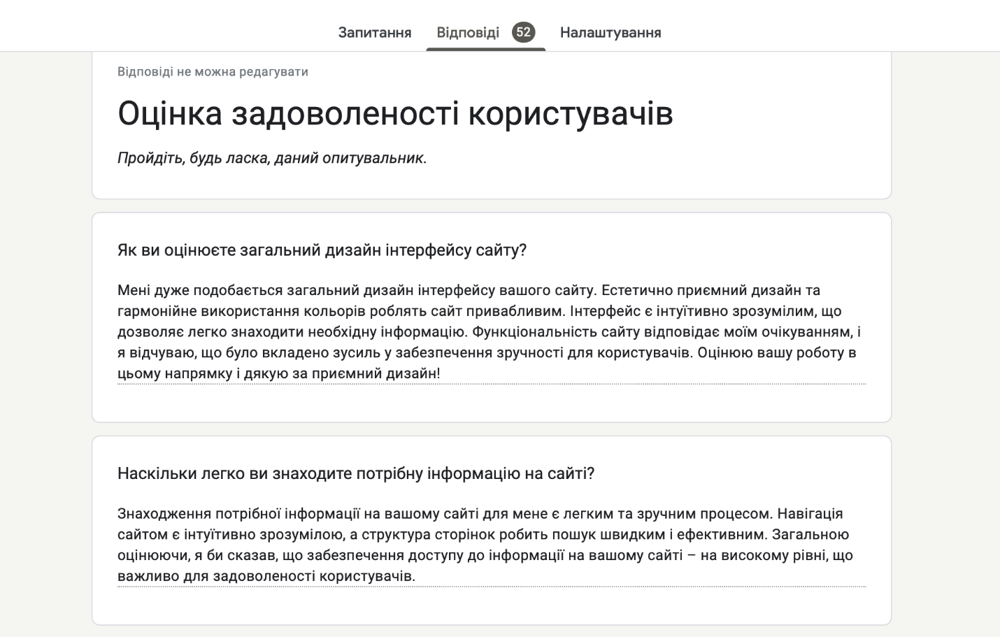 Запитання Відповіді 52 Налаштування
Відповіді не можна редагувати
Оцінка задоволеності користувачів
Пройдіть, будь ласка, даний опитувальник.
Як ви оцінюєте загальний дизайн інтерфейсу сайту?
Мені дуже подобається загальний дизайн інтерфейсу вашого сайту. Естетично приємний дизайн та
гармонійне використання кольорів роблять сайт привабливим. Інтерфейс є інтуїтивно зрозумілим, що
дозволяє легко знаходити необхідну інформацію. Функціональність сайту відповідає моїм очікуванням, і
я відчуваю, що було вкладено зусиль у забезпечення зручності для користувачів. Оцінюю вашу роботу в
цьому напрямку і дякую за приємний дизайн!
Наскільки легко ви знаходите потрібну інформацію на сайті?
Знаходження потрібної інформації на вашому сайті для мене є легким та зручним процесом. Навігація
сайтом є інтуїтивно зрозумілою, а структура сторінок робить пошук швидким і ефективним. Загальною
оцінюючи, я би сказав, що забезпечення доступу до інформації на вашому сайті – на високому рівні, що
важливо для задоволеності користувачів.